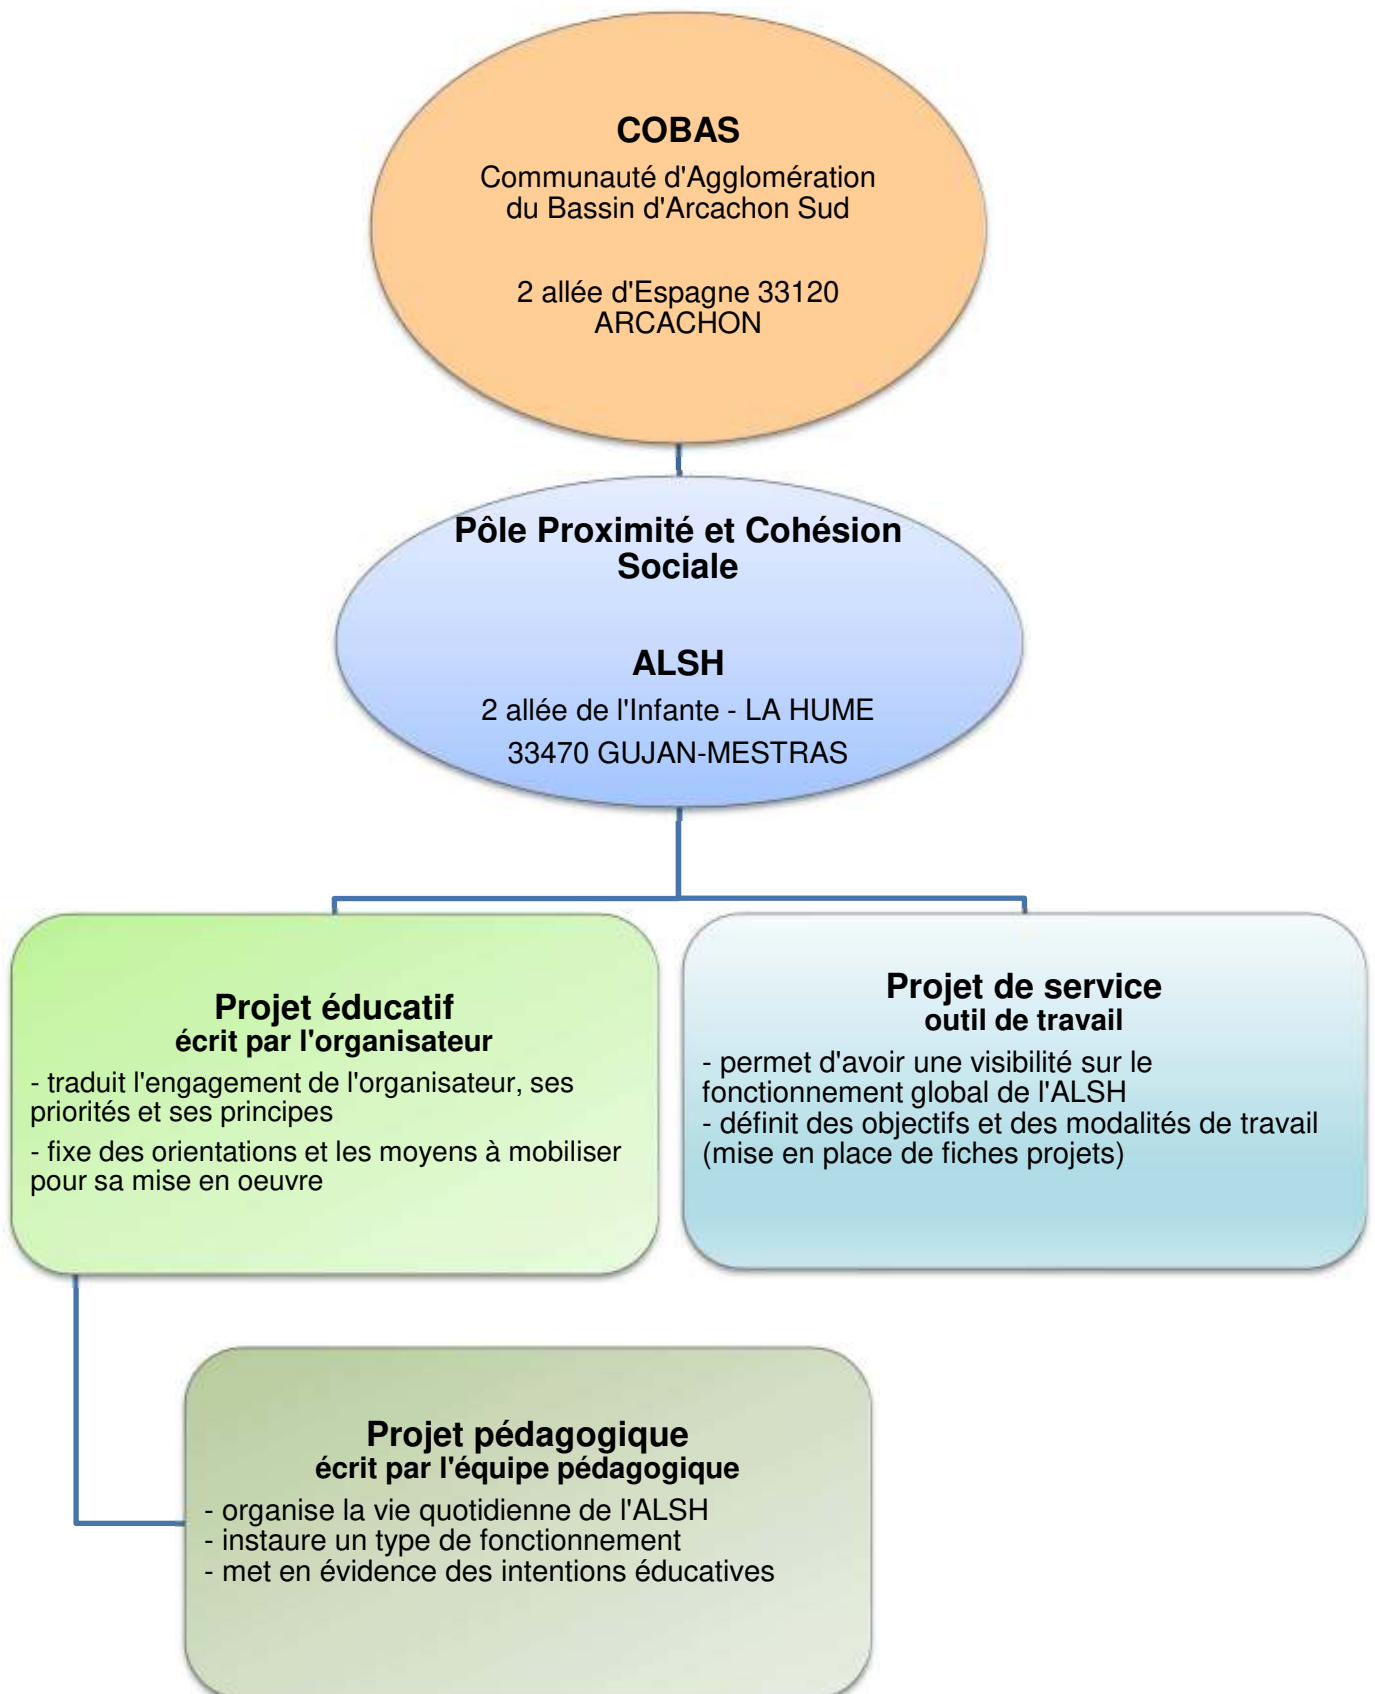 COBAS
Communauté d'Agglomération
du Bassin d'Arcachon Sud
2 allée d'Espagne 33120
ARCACHON
Pôle Proximité et Cohésion
Sociale
ALSH
2 allée de l'Infante - LA HUME
33470 GUJAN-MESTRAS
Projet éducatif
écrit par l'organisateur
- traduit l'engagement de l'organisateur, ses
priorités et ses principes
- fixe des orientations et les moyens à mobiliser
pour sa mise en oeuvre
Projet de service
outil de travail
- permet d'avoir une visibilité sur le
fonctionnement global de l'ALSH
- définit des objectifs et des modalités de travail
(mise en place de fiches projets)
Projet pédagogique
écrit par l'équipe pédagogique
- organise la vie quotidienne de l'ALSH
- instaure un type de fonctionnement
- met en évidence des intentions éducatives